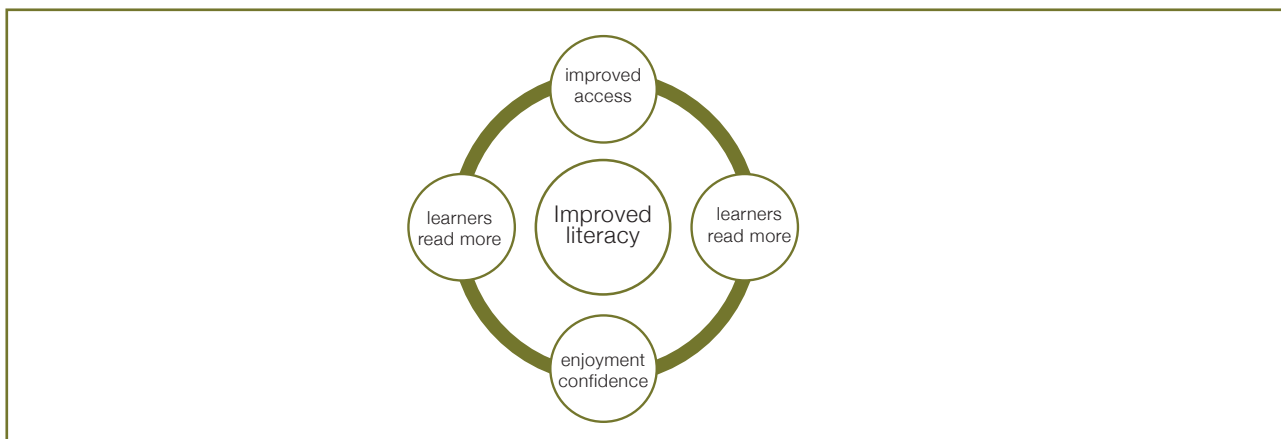 improved
access
learners
read more
Improved
literacy
learners
read more
enjoyment
confidence